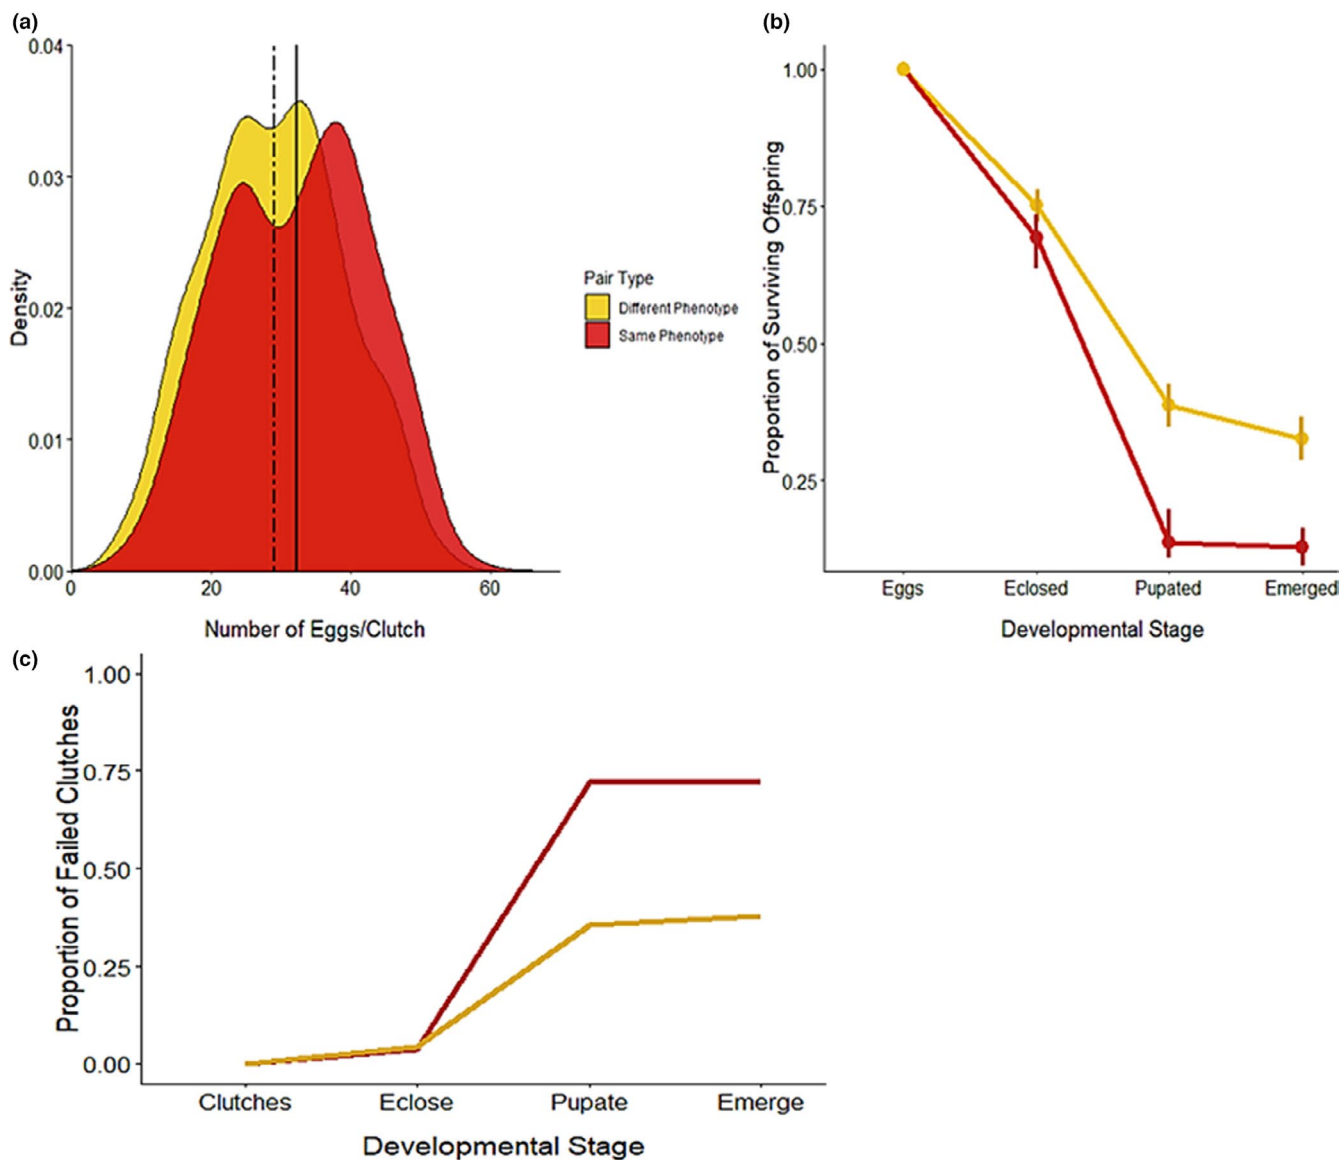 (a)
0.04
0.03
0.02
0.01
0.00
Density
0
20
40
60
Number of Eggs/Clutch
Pair Type
Different Phenotype
Same Phenotype
(b)
1.00
0.75
0.50
0.25
Proportion of Surviving Offspring
Eggs
Eclosed
Pupated
Emerged
Developmental Stage
(c)
1.00
0.75
0.50
0.25
0.00
Proportion of Failed Clutches
Clutches
Eclose
Pupate
Emerge
Developmental Stage